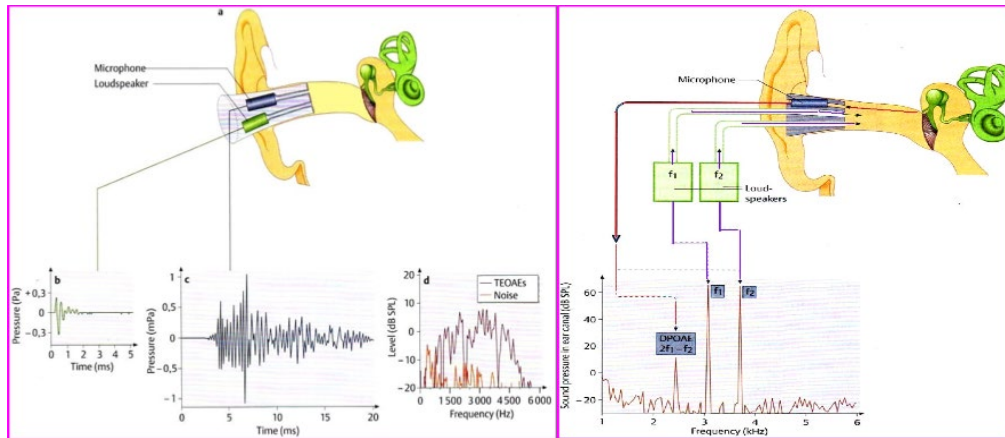 a
Microphone
Loudspeaker
b
Pressure (Pa)
+ 0,3
0
- 0,3
0 1 2 3 4 5
Time (ms)
c
Pressure (mPa)
1
0,5
0
- 0,5
- 1
0 5 10 15 20
Time (ms)
d
TEOAEs
Noise
Level (dB SPL)
20
10
0
- 10
- 20
0 2000 4000 6000
Frequency (Hz)
Microphone
f1
f2
Loud-
speakers
Sound pressure in ear canal (dB SPL)
60
40
20
0
-20
f1
f2
DPOAE
2f1 - f2
1 2 3 4 5 6
Frequency (kHz)